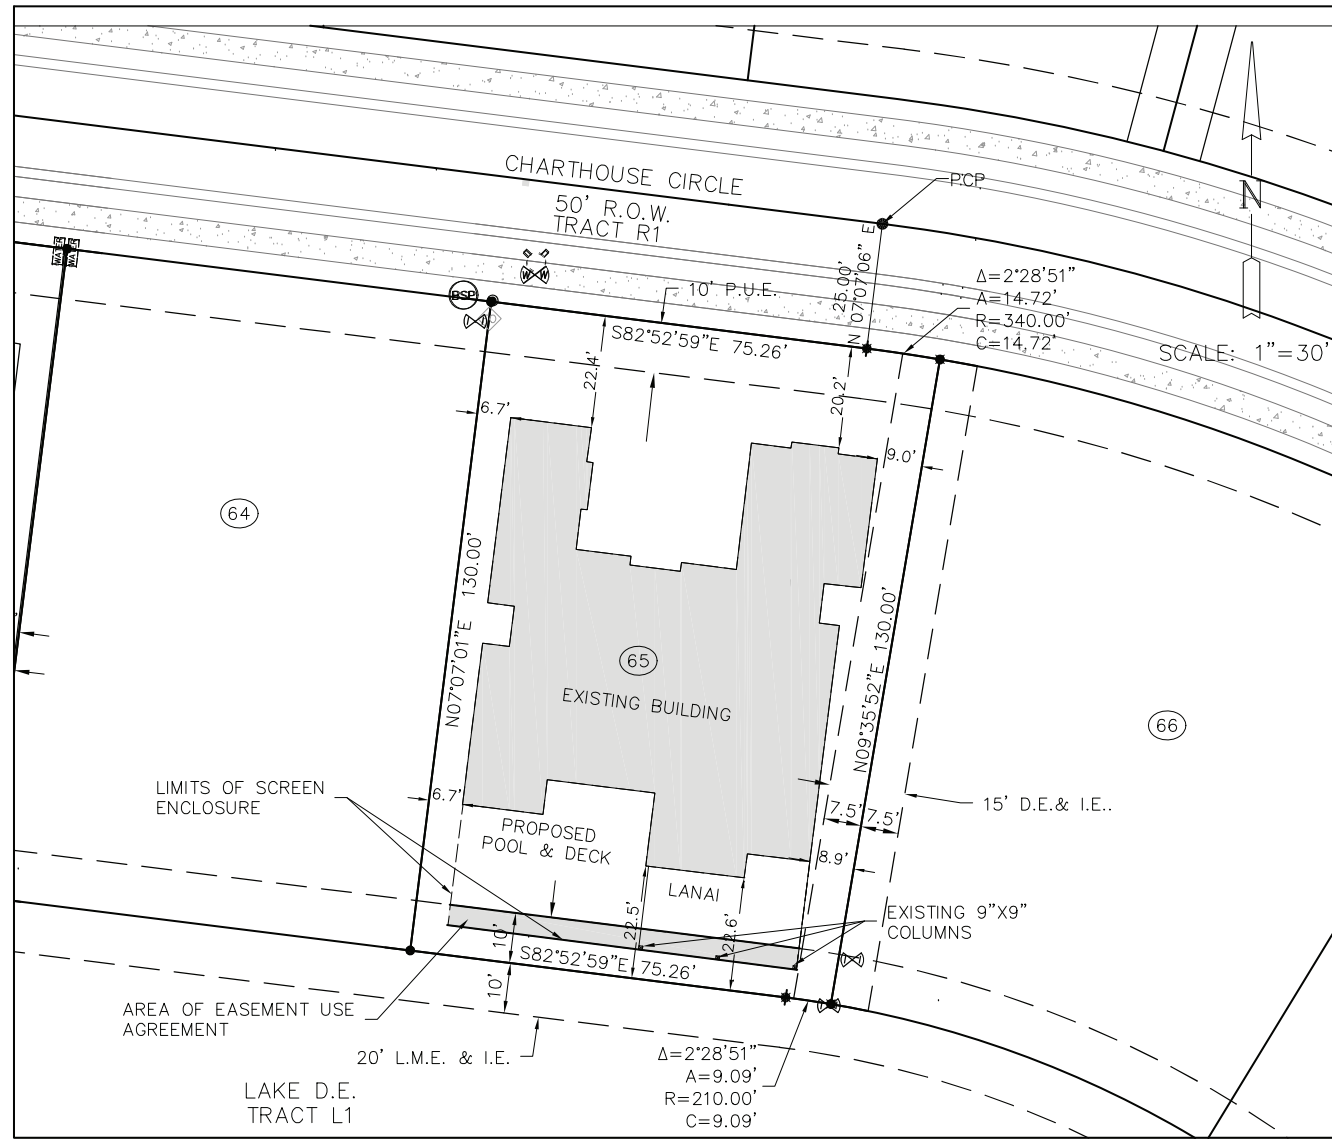 CHARTHOUSE CIRCLE
50' R.O.W.
TRACT R1
P.C.P.
N
SCALE: 1"=30'
WATER
WATER
W W
BSP
10' P.U.E.
N 07°07'06" E
25.00'
Δ=2°28'51"
A=14.72'
R=340.00'
C=14.72'
S82°52'59"E 75.26'
22.4'
20.2'
6.7'
9.0'
64
N07°07'01"E 130.00'
65
EXISTING BUILDING
N09°35'52"E 130.00'
66
LIMITS OF SCREEN
ENCLOSURE
6.7'
PROPOSED
POOL & DECK
7.5'
7.5'
15' D.E.& I.E..
8.9'
LANAI
22.5'
22.6'
EXISTING 9"X9"
COLUMNS
10'
S82°52'59"E 75.26'
10'
AREA OF EASEMENT USE
AGREEMENT
20' L.M.E. & I.E.
Δ=2°28'51"
A=9.09'
R=210.00'
C=9.09'
LAKE D.E.
TRACT L1